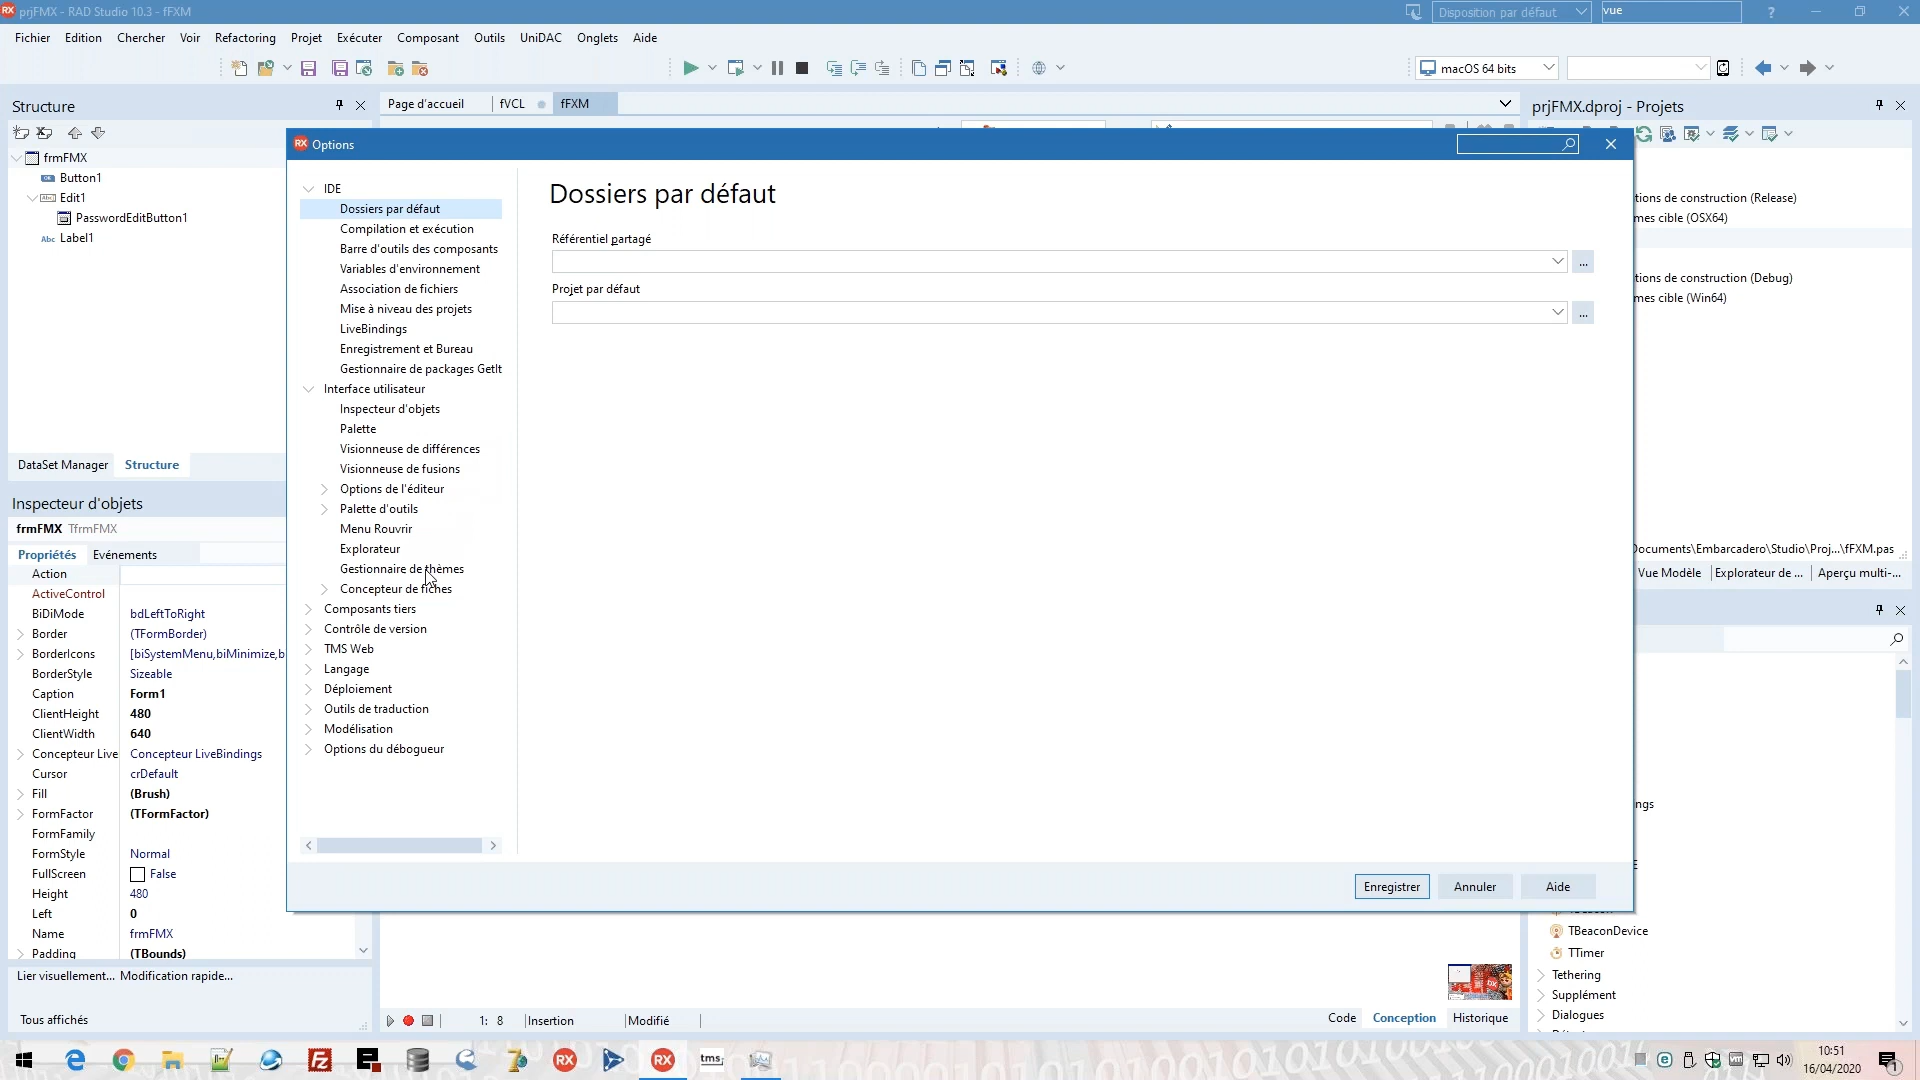 prjFMX - RAD Studio 10.3 - fFXM
Disposition par défaut
vue
?
Fichier Edition Chercher Voir Refactoring Projet Exécuter Composant Outils UniDAC Onglets Aide
macOS 64 bits
Structure
Page d'accueil
fVCL
fFXM
prjFMX.dproj - Projets
frmFMX
Button1
Edit1
PasswordEditButton1
Abc Label1
DataSet Manager
Structure
Inspecteur d'objets
frmFMX TfrmFMX
Propriétés
Evénements
Action
ActiveControl
BiDiMode bdLeftToRight
Border (TFormBorder)
BorderIcons [biSystemMenu,biMinimize,b
BorderStyle Sizeable
Caption Form1
ClientHeight 480
ClientWidth 640
Concepteur Live Concepteur LiveBindings
Cursor crDefault
Fill (Brush)
FormFactor (TFormFactor)
FormFamily
FormStyle Normal
FullScreen False
Height 480
Left 0
Name frmFMX
Padding (TBounds)
Lier visuellement... Modification rapide...
Tous affichés
RX Options
IDE
Dossiers par défaut
Compilation et exécution
Barre d'outils des composants
Variables d'environnement
Association de fichiers
Mise à niveau des projets
LiveBindings
Enregistrement et Bureau
Gestionnaire de packages GetIt
Interface utilisateur
Inspecteur d'objets
Palette
Visionneuse de différences
Visionneuse de fusions
Options de l'éditeur
Palette d'outils
Menu Rouvrir
Explorateur
Gestionnaire de thèmes
Concepteur de fiches
Composants tiers
Contrôle de version
TMS Web
Langage
Déploiement
Outils de traduction
Modélisation
Options du débogueur
Dossiers par défaut
Référentiel partagé
...
Projet par défaut
...
Enregistrer
Annuler
Aide
tions de construction (Release)
mes cible (OSX64)
tions de construction (Debug)
mes cible (Win64)
Documents\Embarcadero\Studio\Proj...\fFXM.pas
Vue Modèle
Explorateur de ...
Aperçu multi-...
ngs
TBeaconDevice
TTimer
Tethering
Supplément
Dialogues
1: 8
Insertion
Modifié
Code
Conception
Historique
RX
RX
tms
10:51
16/04/2020